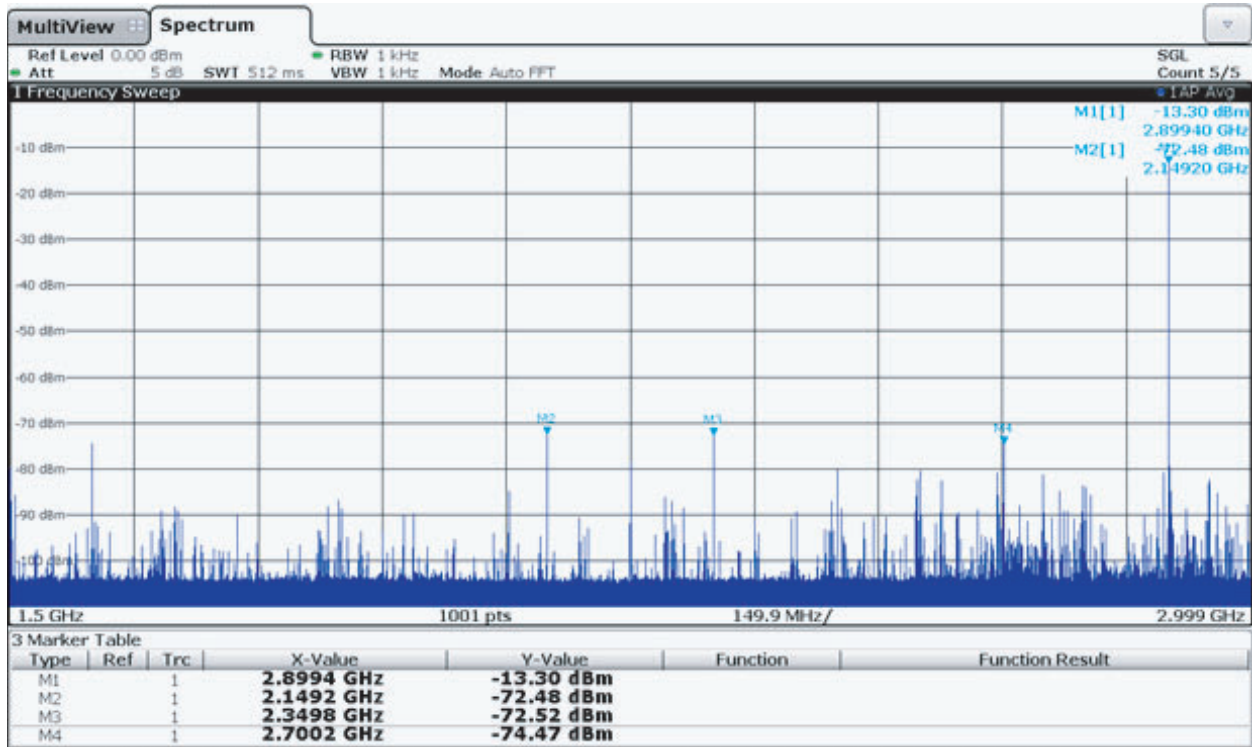 MultiView Spectrum
Ref Level 0.00 dBm RBW 1 kHz SGL
Att 5 dB SWT 512 ms VBW 1 kHz Mode Auto FFT Count 5/5
1 Frequency Sweep 1AP Avg
M1[1] -13.30 dBm
2.89940 GHz
M2[1] -72.48 dBm
2.14920 GHz
-10 dBm
-20 dBm
-30 dBm
-40 dBm
-50 dBm
-60 dBm
-70 dBm
M2 M3
M4
-80 dBm
-90 dBm
-100 dBm
1.5 GHz 1001 pts 149.9 MHz/ 2.999 GHz
3 Marker Table
Type Ref Trc X-Value Y-Value Function Function Result
M1 1 2.8994 GHz -13.30 dBm
M2 1 2.1492 GHz -72.48 dBm
M3 1 2.3498 GHz -72.52 dBm
M4 1 2.7002 GHz -74.47 dBm